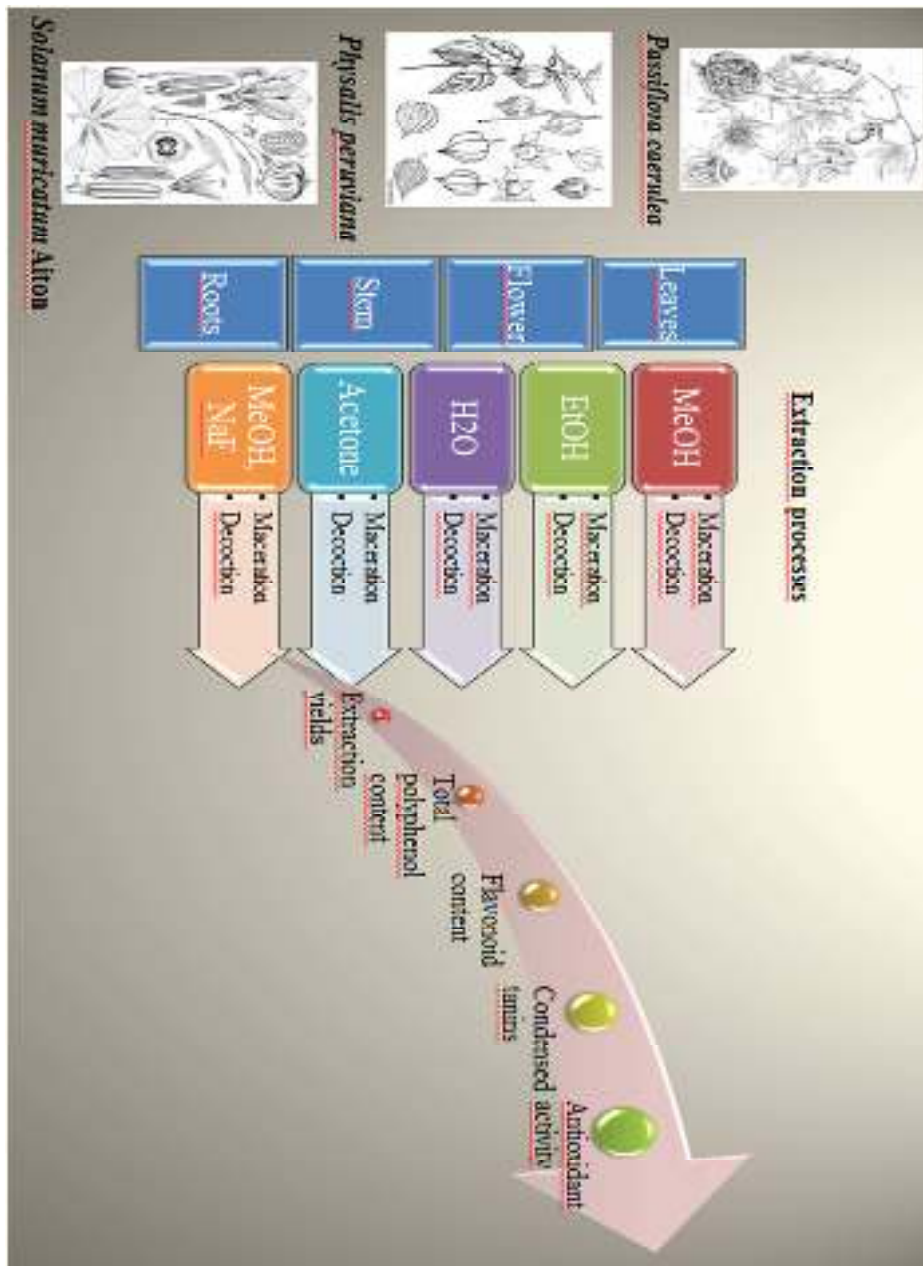 Extraction processes
Passiflora caerulea
Physalis peruviana
Solanum muricatum Aiton
Leaves
Flower
Stem
Roots
MeOH
• Maceration
• Decoction
EtOH
• Maceration
• Decoction
H2O
• Maceration
• Decoction
Acetone
• Maceration
• Decoction
MeOH,
NaF
• Maceration
• Decoction
Extraction
yields
Total
polyphenol
content
Flavonoid
content
Condensed
tanins
Antioxidant
activity